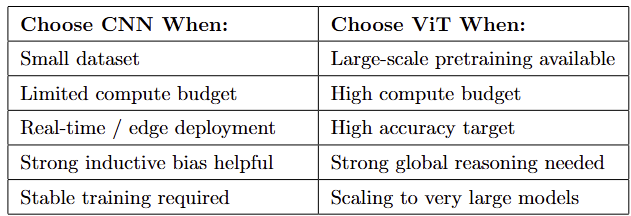 Choose CNN When: Choose ViT When:
Small dataset Large-scale pretraining available
Limited compute budget High compute budget
Real-time / edge deployment High accuracy target
Strong inductive bias helpful Strong global reasoning needed
Stable training required Scaling to very large models